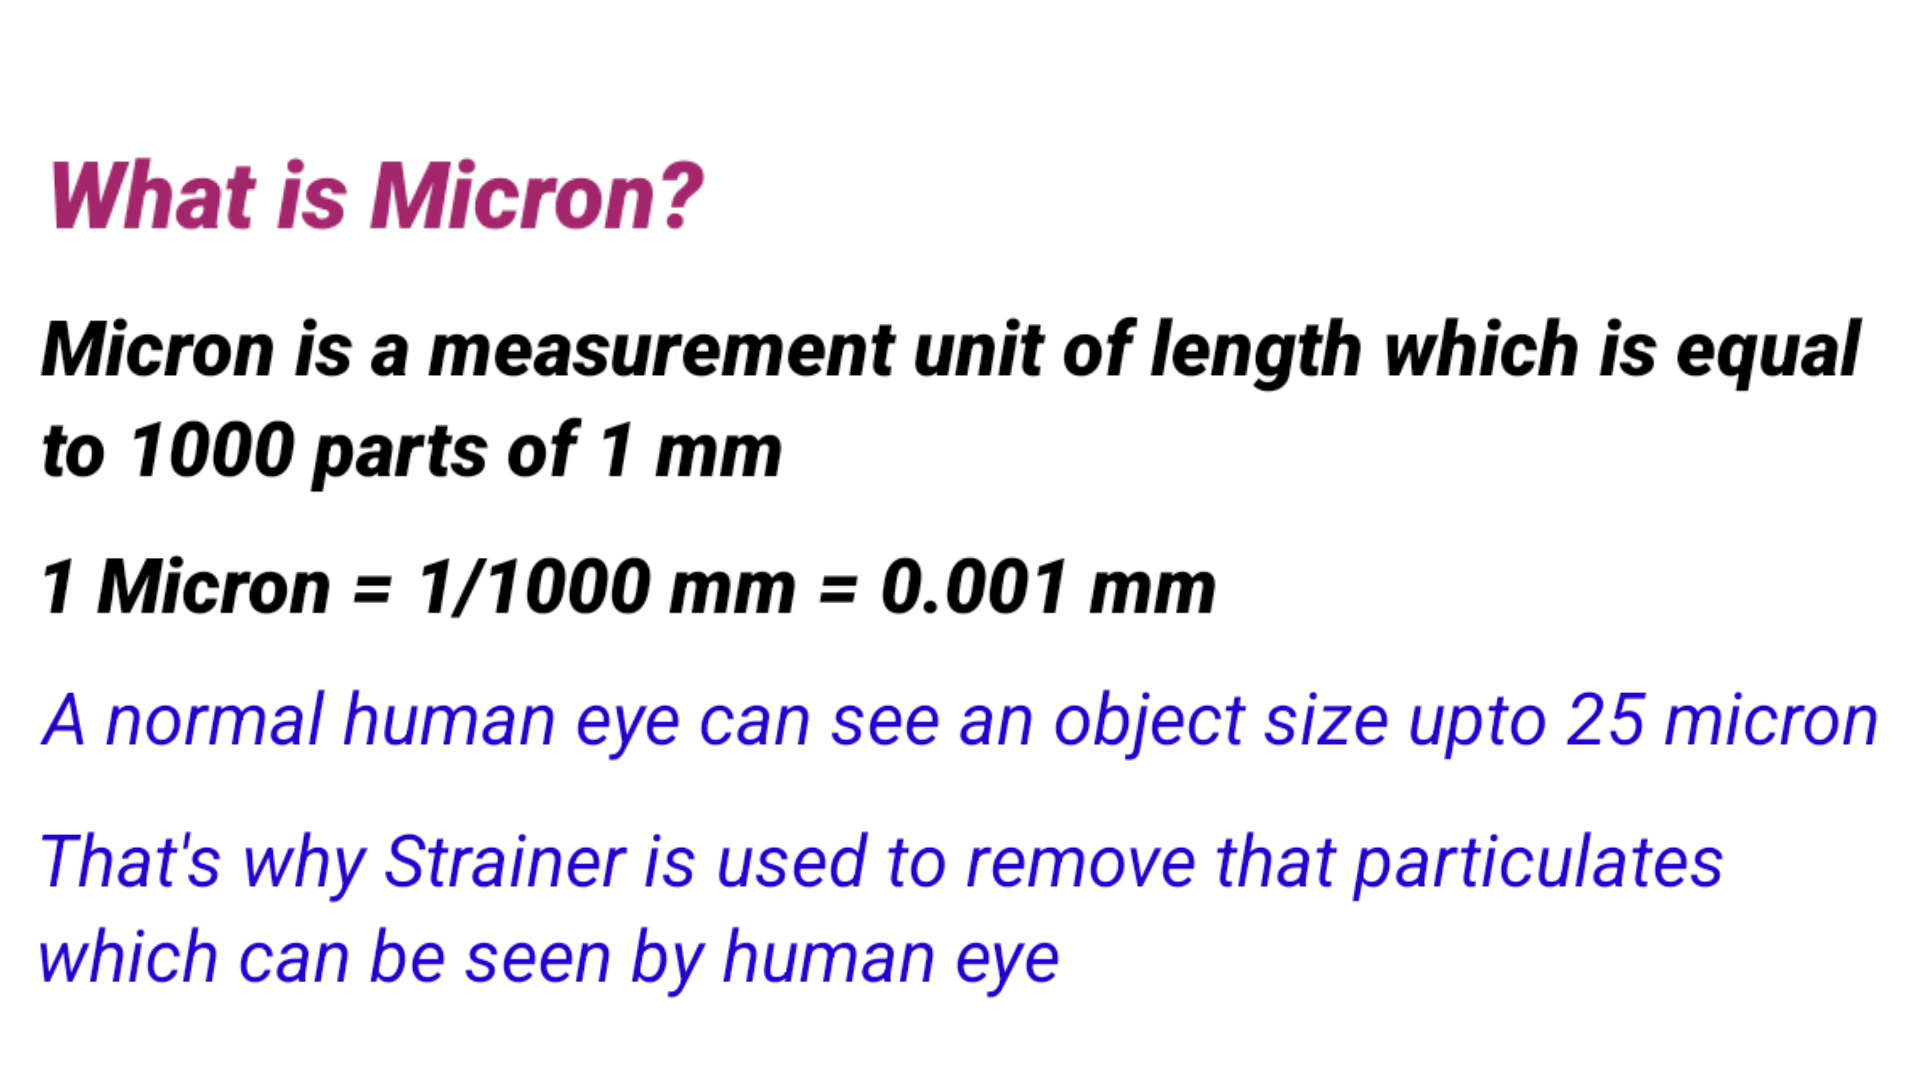 What is Micron?
Micron is a measurement unit of length which is equal
to 1000 parts of 1 mm
1 Micron = 1/1000 mm = 0.001 mm
A normal human eye can see an object size upto 25 micron
That's why Strainer is used to remove that particulates
which can be seen by human eye